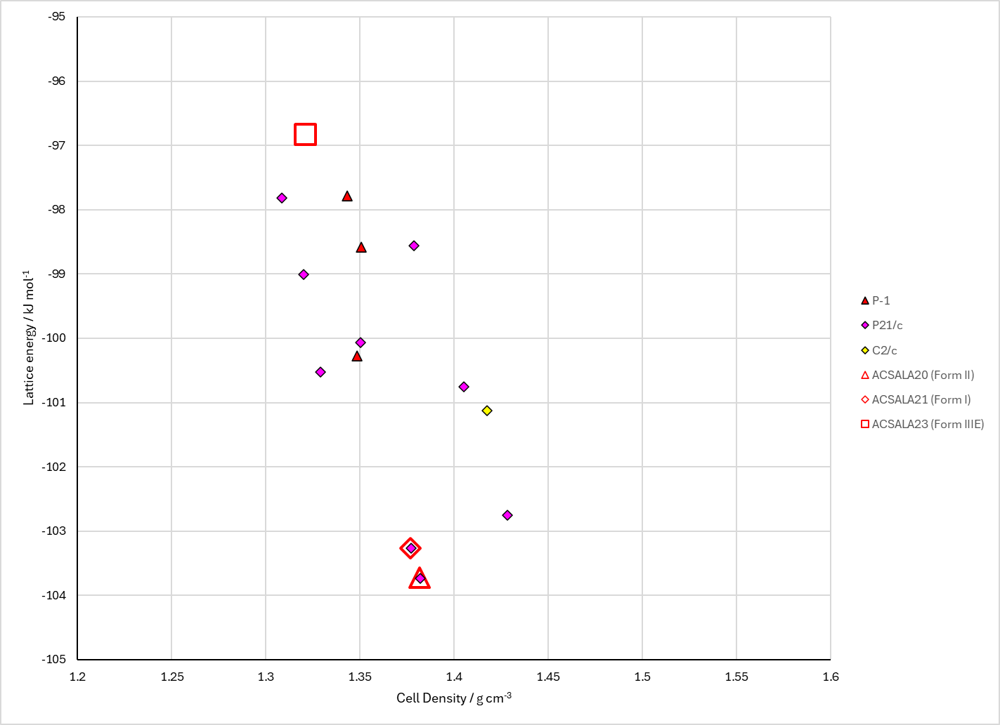 -95
-96
-97
-98
-99
-100
-101
-102
-103
-104
-105
1.2 1.25 1.3 1.35 1.4 1.45 1.5 1.55 1.6
Cell Density / g cm-3
Lattice energy / kJ mol-1
P-1
P21/c
C2/c
ACSALA20 (Form II)
ACSALA21 (Form I)
ACSALA23 (Form IIIE)